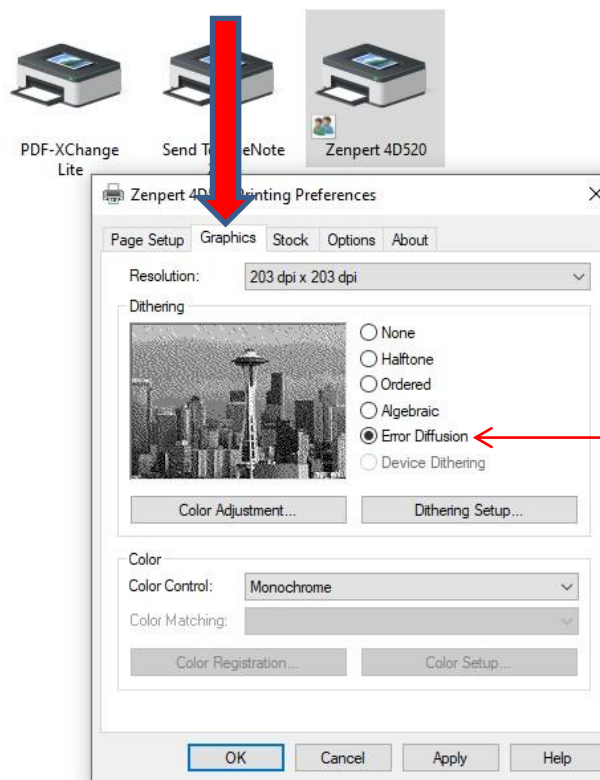 PDF-XChange
Lite
Send T eNote
Zenpert 4D520
Zenpert 4D Printing Preferences
Page Setup Graphics Stock Options About
Resolution: 203 dpi x 203 dpi
Dithering
None
Halftone
Ordered
Algebraic
Error Diffusion
Device Dithering
Color Adjustment... Dithering Setup...
Color
Color Control: Monochrome
Color Matching:
Color Registration... Color Setup...
OK Cancel Apply Help